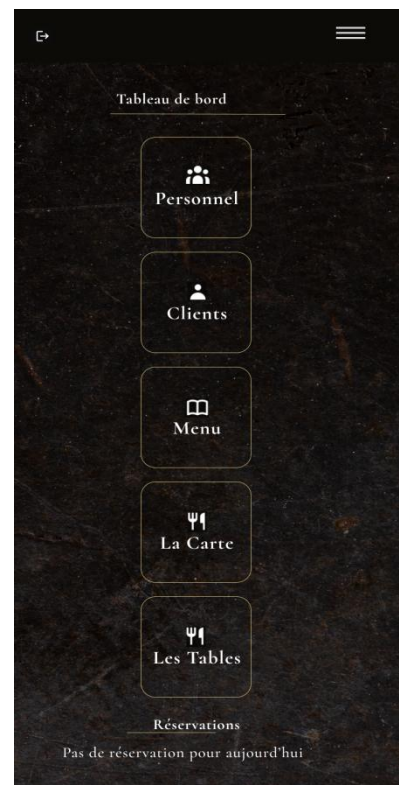 Tableau de bord
Personnel
Clients
Menu
La Carte
Les Tables
Réservations
Pas de réservation pour aujourd'hui